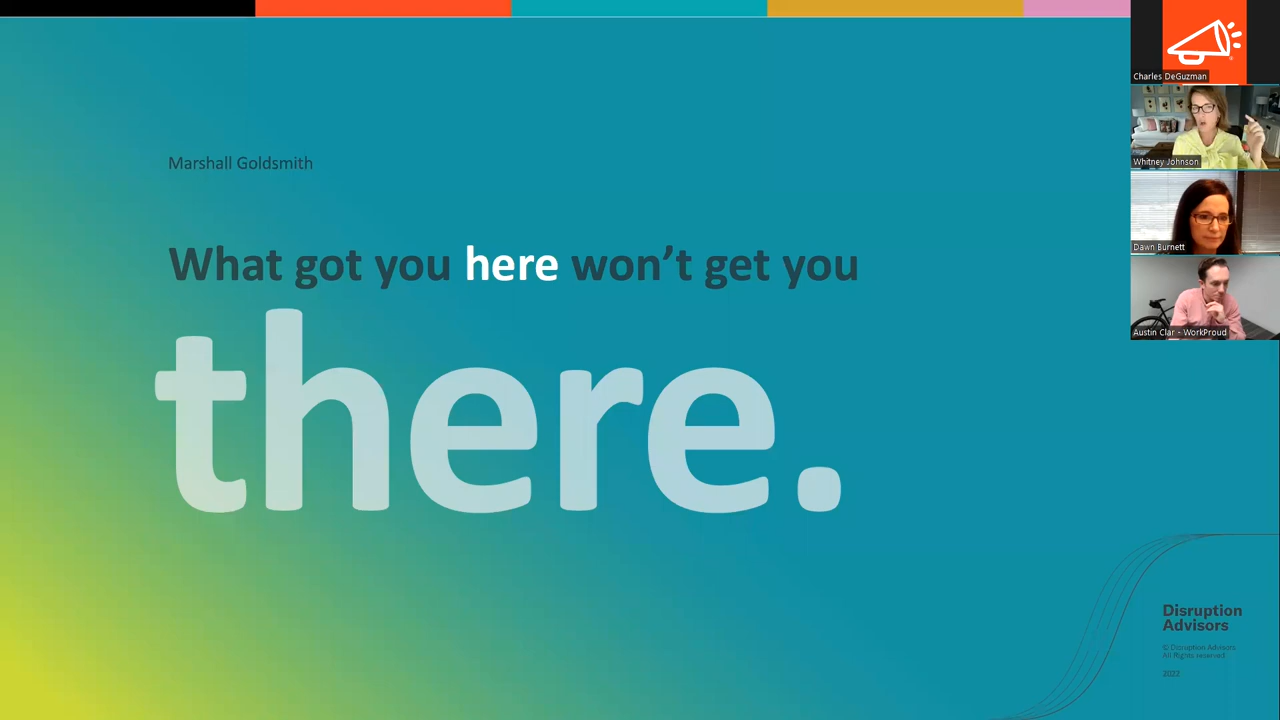 Marshall Goldsmith
What got you here won’t get you
there.
Charles DeGuzman
Whitney Johnson
Dawn Burnett
Austin Clar - WorkProud
Disruption
Advisors
© Disruption Advisors
All Rights reserved
2022